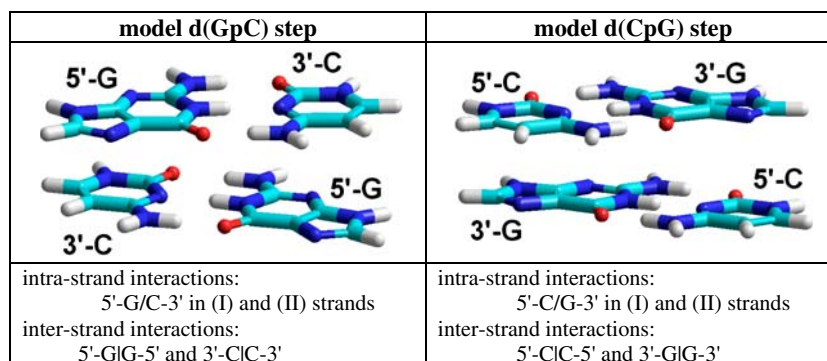 model d(GpC) step
model d(CpG) step
5'-G
3'-C
3'-C
5'-G
5'-C
3'-G
3'-G
5'-C
intra-strand interactions:
5'-G/C-3' in (I) and (II) strands
inter-strand interactions:
5'-G|G-5' and 3'-C|C-3'
intra-strand interactions:
5'-C/G-3' in (I) and (II) strands
inter-strand interactions:
5'-C|C-5' and 3'-G|G-3'